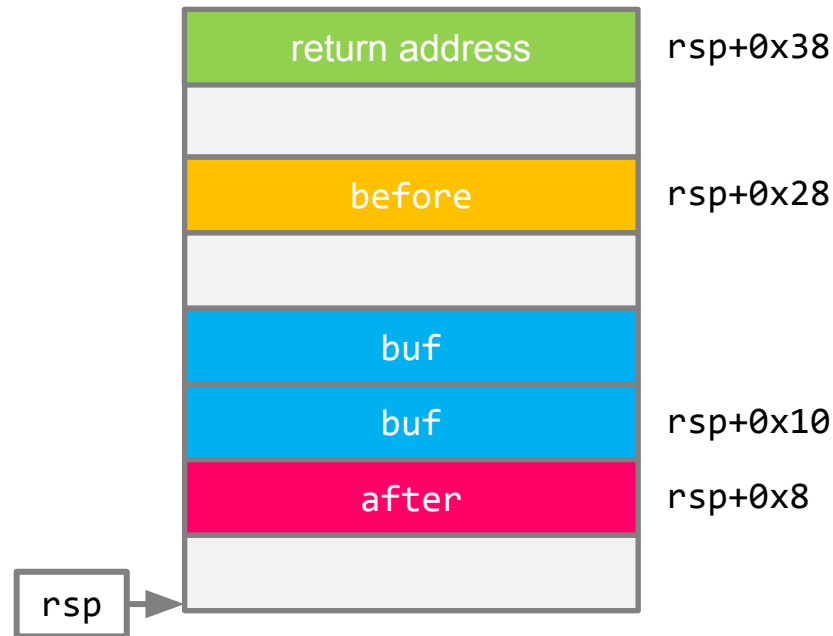 return address rsp+0x38
before rsp+0x28
buf
buf rsp+0x10
after rsp+0x8
rsp